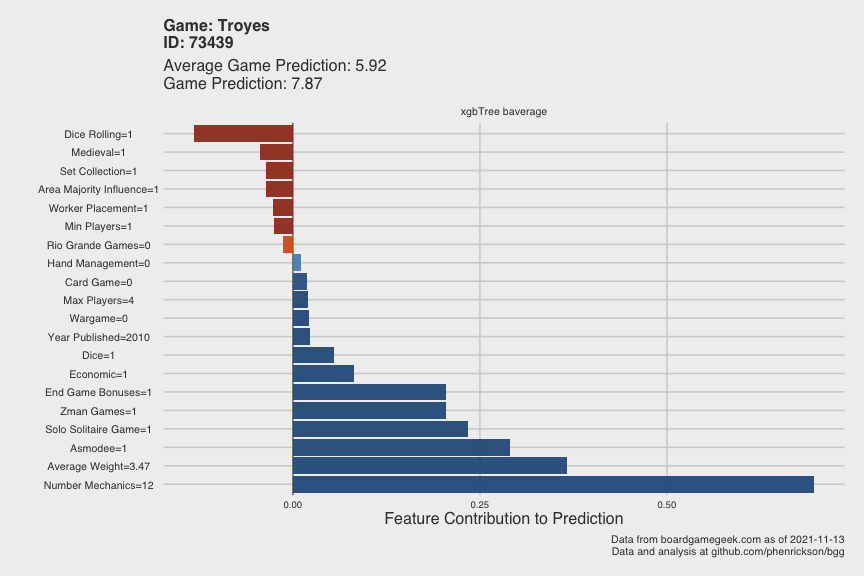 Game: Troyes
ID: 73439
Average Game Prediction: 5.92
Game Prediction: 7.87
xgbTree baverage
Dice Rolling=1
Medieval=1
Set Collection=1
Area Majority Influence=1
Worker Placement=1
Min Players=1
Rio Grande Games=0
Hand Management=0
Card Game=0
Max Players=4
Wargame=0
Year Published=2010
Dice=1
Economic=1
End Game Bonuses=1
Zman Games=1
Solo Solitaire Game=1
Asmodee=1
Average Weight=3.47
Number Mechanics=12
0.00 0.25 0.50
Feature Contribution to Prediction
Data from boardgamegeek.com as of 2021-11-13
Data and analysis at github.com/phenrickson/bgg